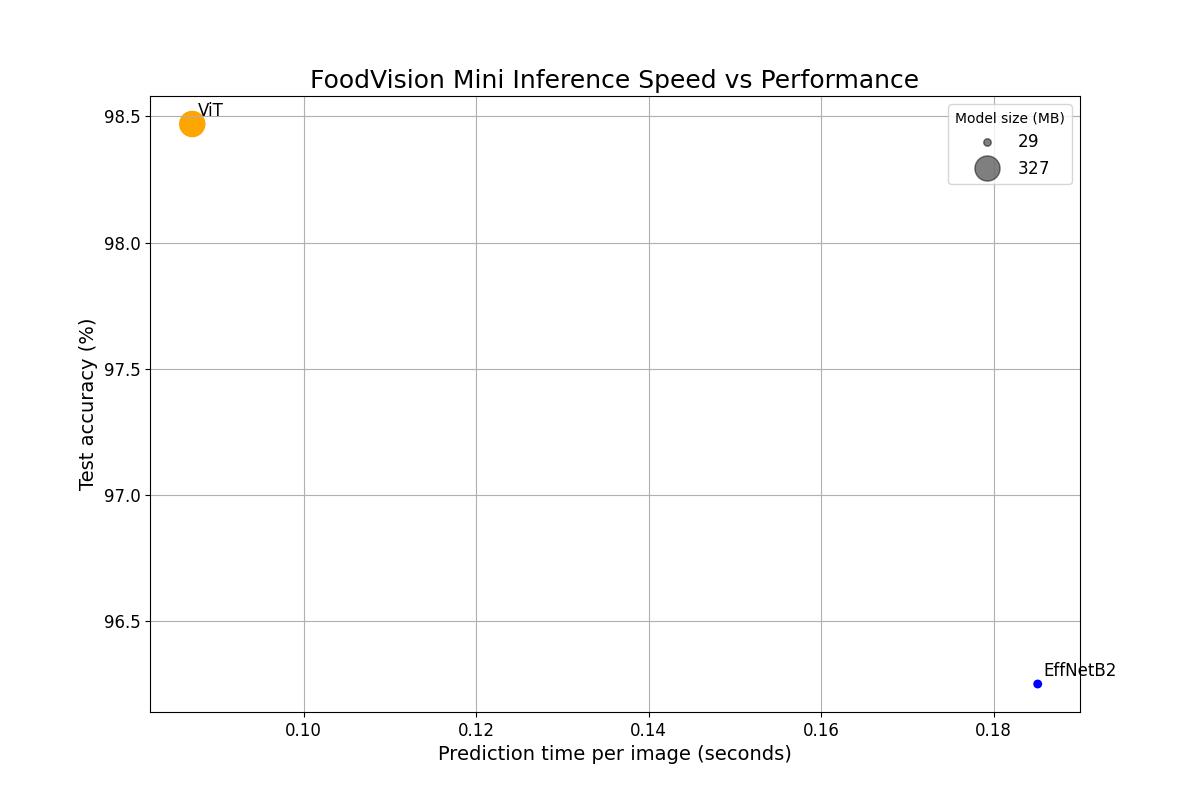 FoodVision Mini Inference Speed vs Performance
ViT
Model size (MB)
29
327
98.5
98.0
97.5
97.0
96.5
Test accuracy (%)
EffNetB2
0.10 0.12 0.14 0.16 0.18
Prediction time per image (seconds)